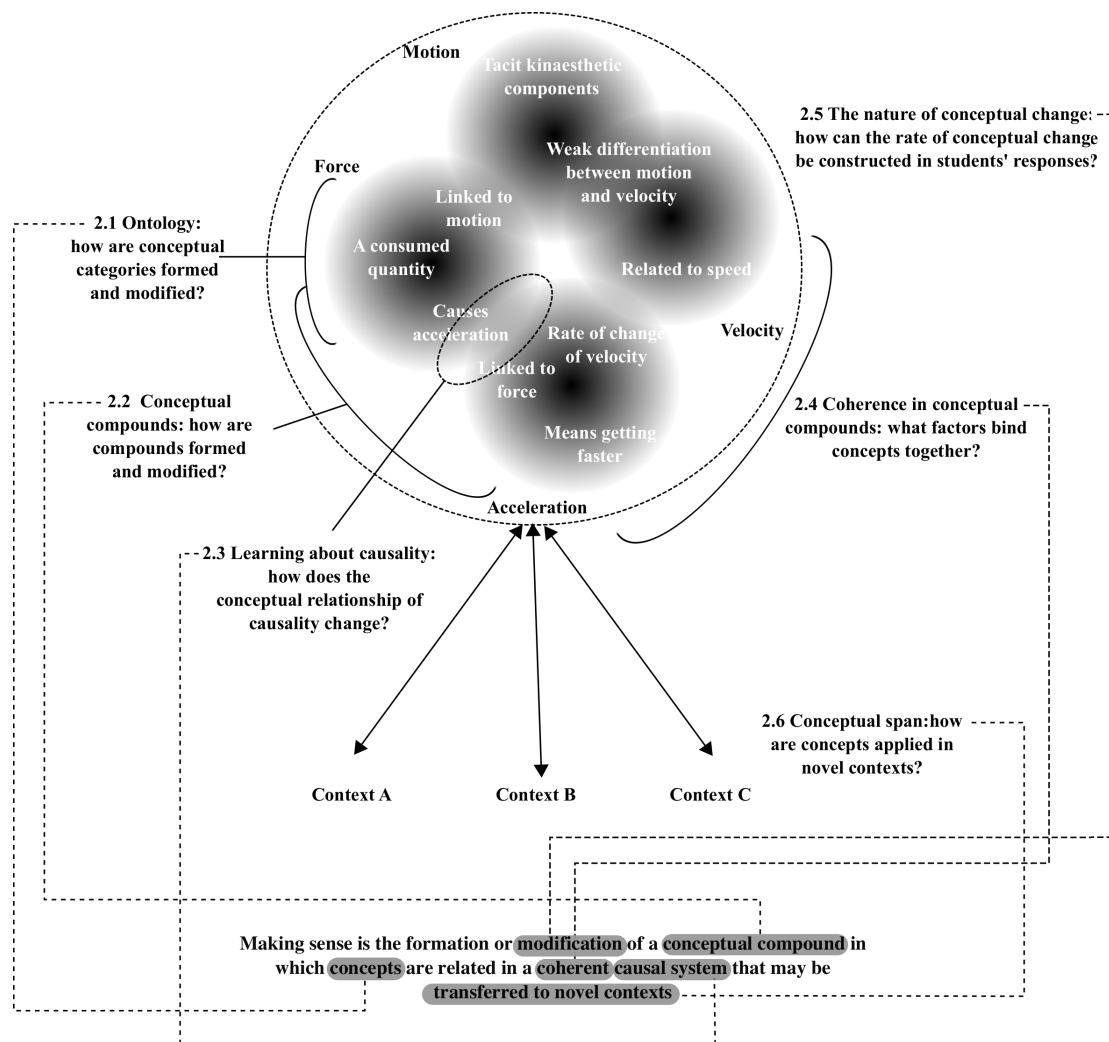 Motion
Tacit kinaesthetic
components
2.5 The nature of conceptual change:
how can the rate of conceptual change
be constructed in students' responses?
Weak differentiation
between motion
and velocity
Force
Linked to
motion
2.1 Ontology:
how are conceptual
categories formed
and modified?
A consumed
quantity
Related to speed
Causes
acceleration
Rate of change
of velocity
Velocity
Linked to
force
2.2 Conceptual
compounds: how are
compounds formed
and modified?
2.4 Coherence in conceptual
compounds: what factors bind
concepts together?
Means getting
faster
Acceleration
2.3 Learning about causality:
how does the
conceptual relationship of
causality change?
2.6 Conceptual span:how
are concepts applied in
novel contexts?
Context A
Context B
Context C
Making sense is the formation or modification of a conceptual compound in
which concepts are related in a coherent causal system that may be
transferred to novel contexts